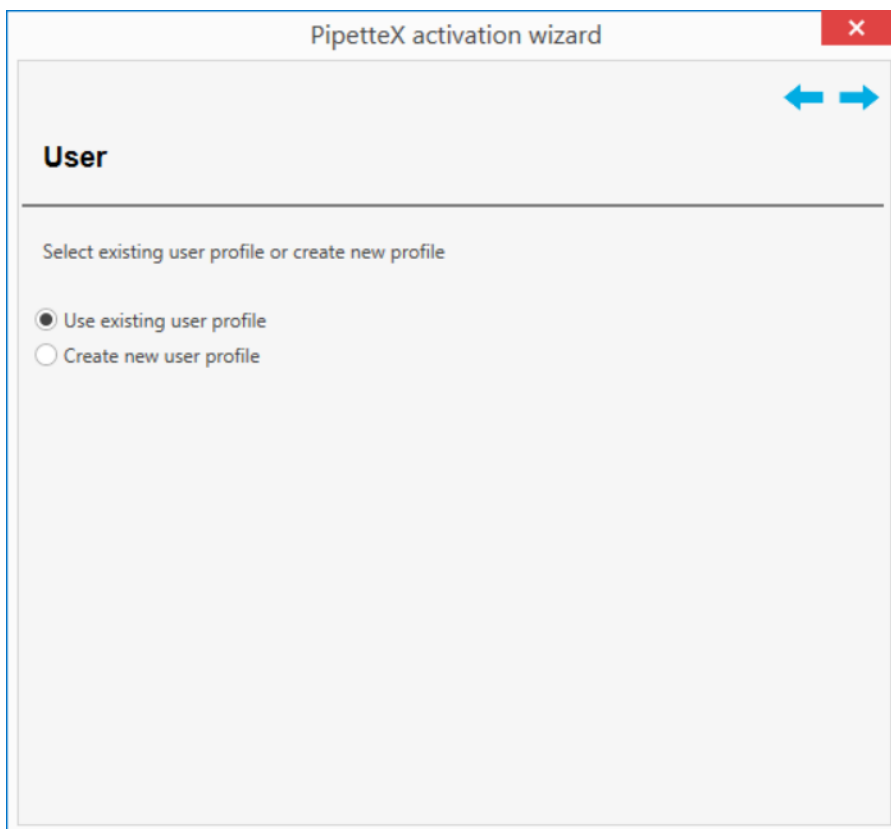 PipetteX activation wizard
User
Select existing user profile or create new profile
Use existing user profile
Create new user profile